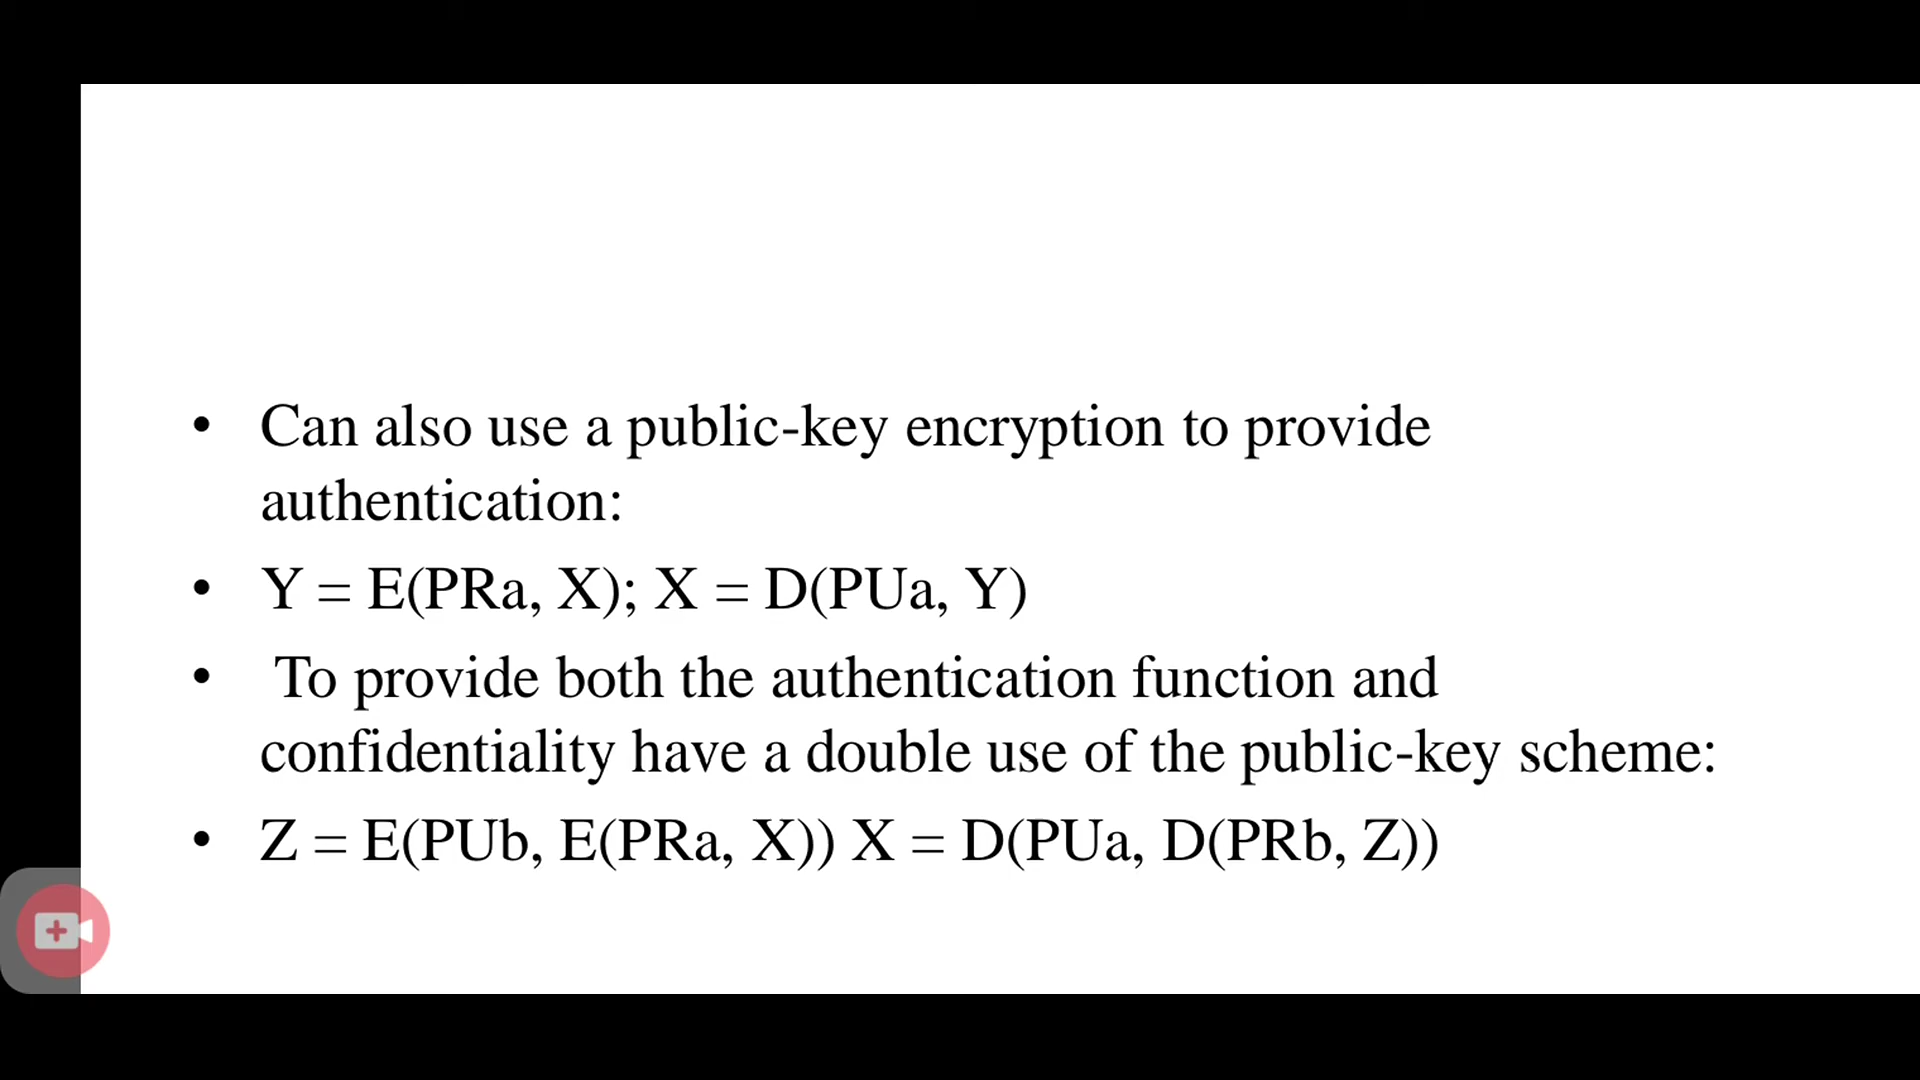 • Can also use a public-key encryption to provide
authentication:
• Y = E(PRa, X); X = D(PUa, Y)
• To provide both the authentication function and
confidentiality have a double use of the public-key scheme:
• Z = E(PUb, E(PRa, X)) X = D(PUa, D(PRb, Z))